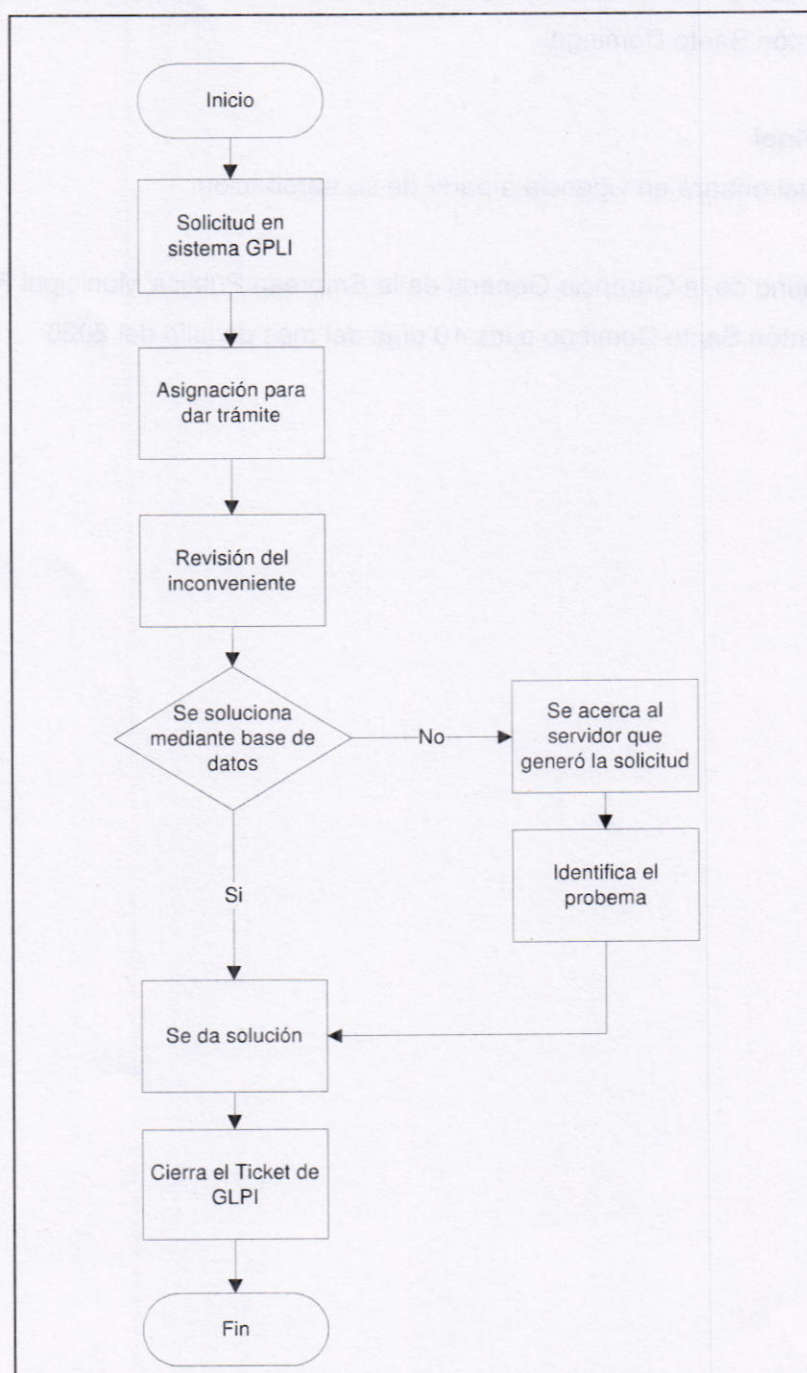 Inicio
Solicitud en
sistema GPLI
Asignación para
dar trámite
Revisión del
inconveniente
Se soluciona
mediante base de
datos
No
Se acerca al
servidor que
generó la solicitud
Identifica el
probema
Si
Se da solución
Cierra el Ticket de
GLPI
Fin